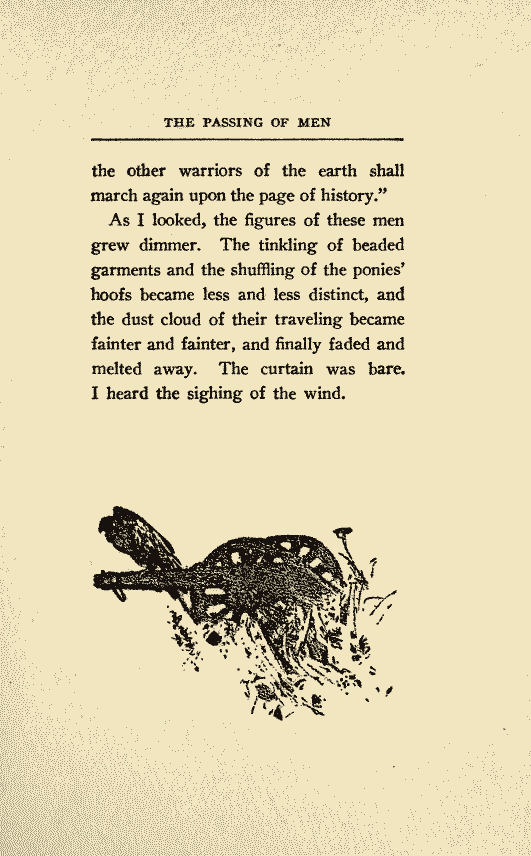 THE PASSING OF MEN
the other warriors of the earth shall
march again upon the page of history.”
As I looked, the figures of these men
grew dimmer. The tinkling of beaded
garments and the shuffling of the ponies’
hoofs became less and less distinct, and
the dust cloud of their traveling became
fainter and fainter, and finally faded and
melted away. The curtain was bare.
I heard the sighing of the wind.